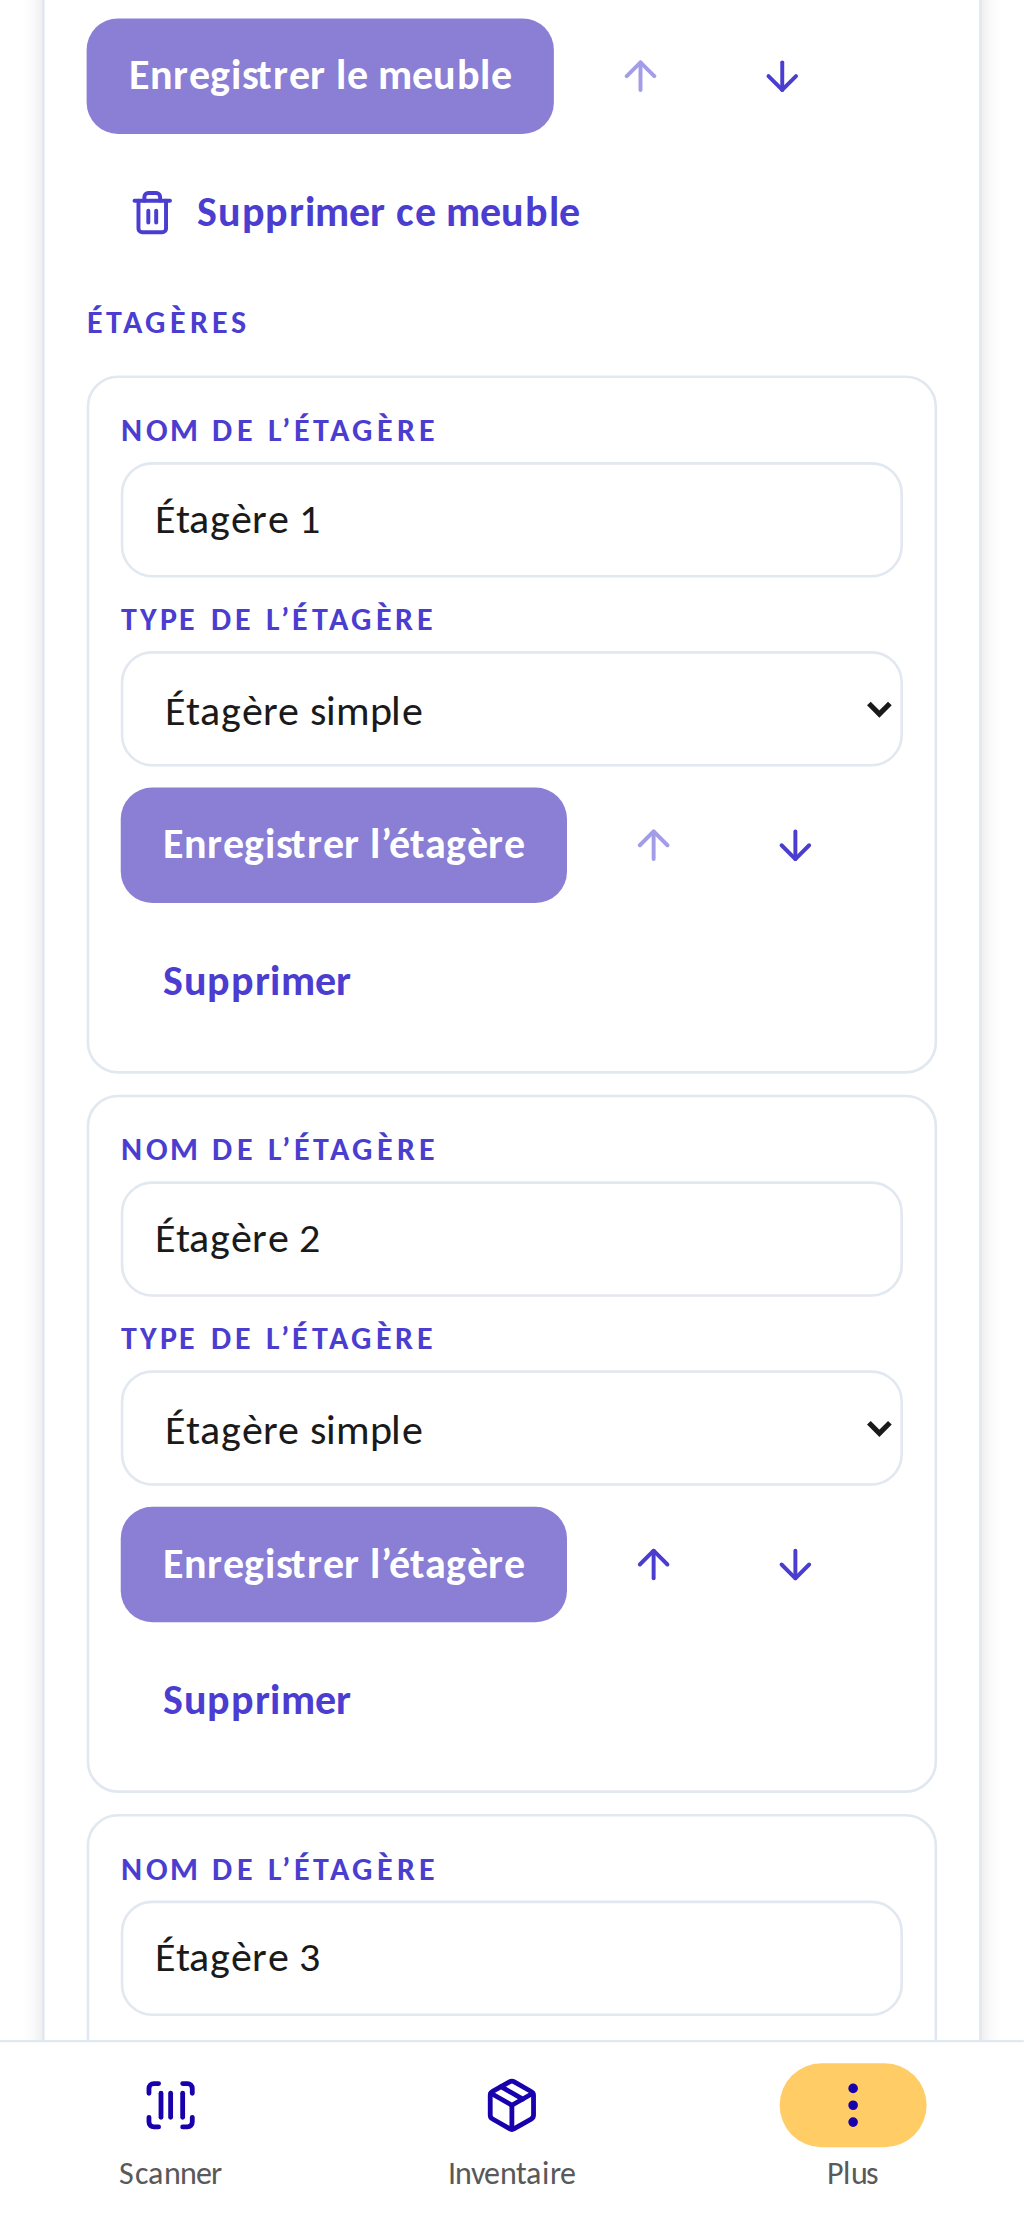 Enregistrer le meuble
Supprimer ce meuble
ÉTAGÈRES
NOM DE L’ÉTAGÈRE
Étagère 1
TYPE DE L’ÉTAGÈRE
Étagère simple
Enregistrer l’étagère
Supprimer
NOM DE L’ÉTAGÈRE
Étagère 2
TYPE DE L’ÉTAGÈRE
Étagère simple
Enregistrer l’étagère
Supprimer
NOM DE L’ÉTAGÈRE
Étagère 3
Scanner
Inventaire
Plus